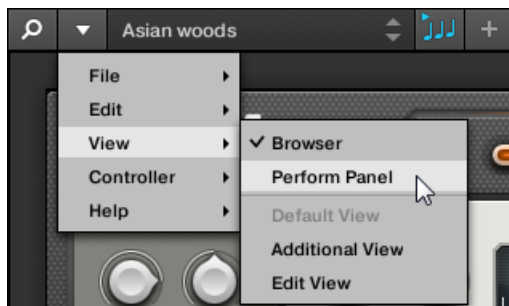 Asian woods
File
Edit
View
Controller
Help
Browser
Perform Panel
Default View
Additional View
Edit View